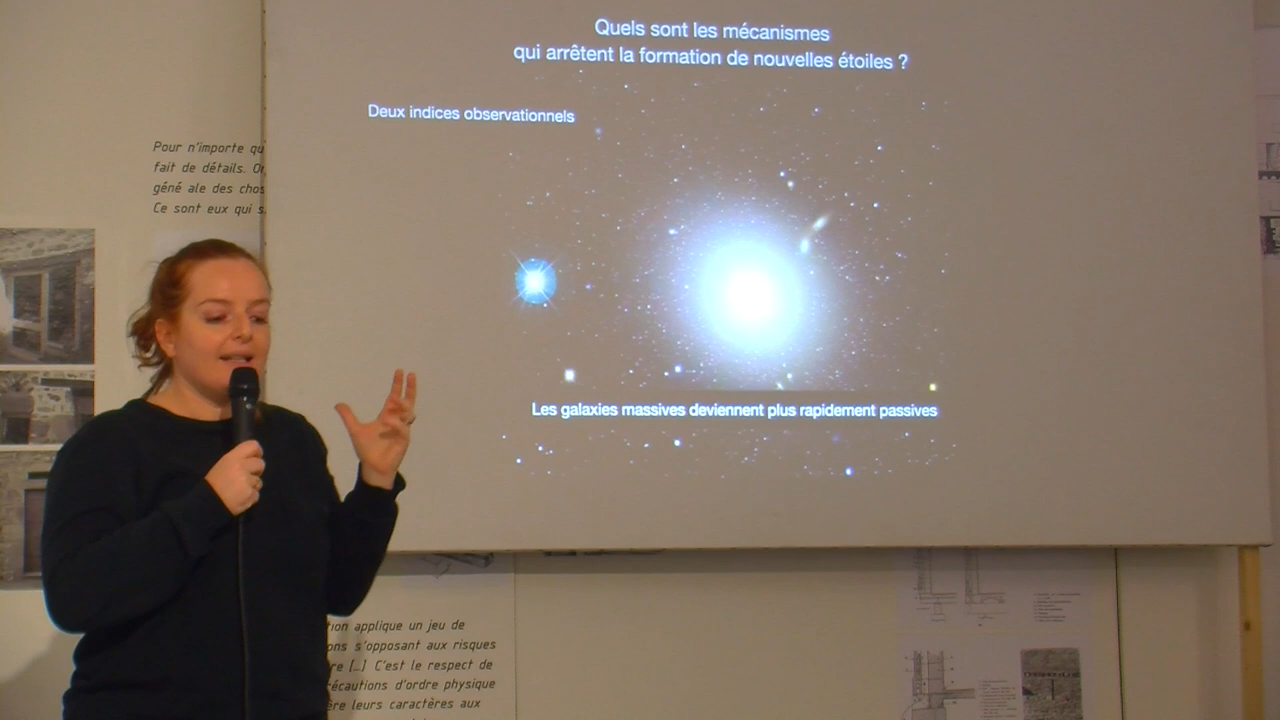 Quels sont les mécanismes
qui arrêtent la formation de nouvelles étoiles ?
Deux indices observationnels
Les galaxies massives deviennent plus rapidement passives
Pour n'importe qu
fait de détails. Or
géné ale des chos
Ce sont eux qui s
tion applique un jeu de
ons s'opposant aux risques
re [...] C'est le respect de
récautions d'ordre physique
ère leurs caractères aux